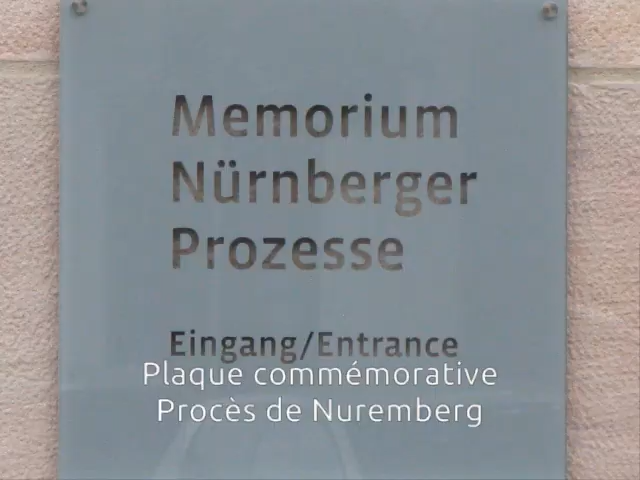 Memorium
Nürnberger
Prozesse
Eingang/Entrance
Plaque commémorative
Procès de Nuremberg